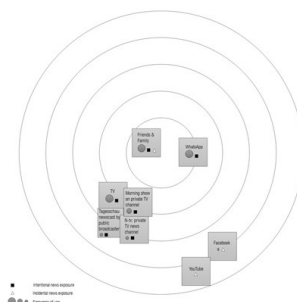 Friends &
Family
WhatsApp
TV
Morning show
on private TV
channel
Tagesschau
newscast by
public
broadcaster
N-tv: private
TV news
channel
Facebook
YouTube
Intentional news exposure
Incidental news exposure
Frequency of use